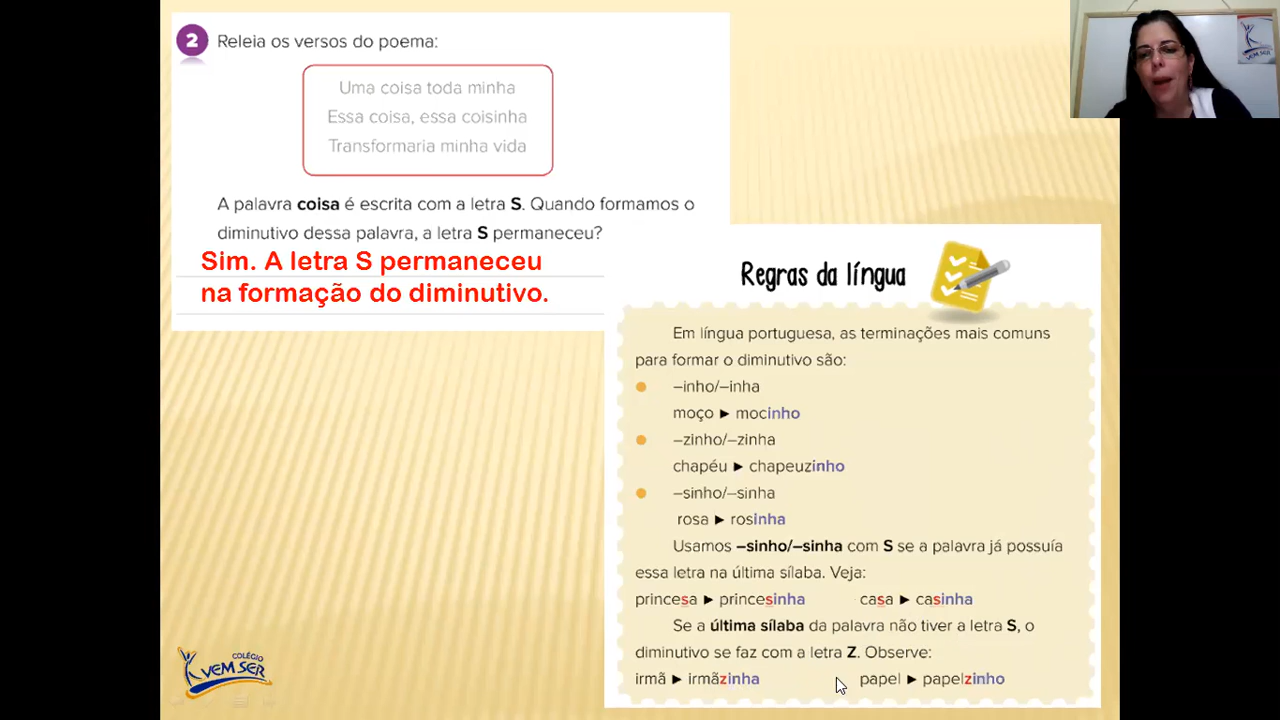 2 Releia os versos do poema:
Uma coisa toda minha
Essa coisa, essa coisinha
Transformaria minha vida
A palavra coisa é escrita com a letra S. Quando formamos o
diminutivo dessa palavra, a letra S permaneceu?
Sim. A letra S permaneceu
na formação do diminutivo.
Regras da língua
Em língua portuguesa, as terminações mais comuns
para formar o diminutivo são:
–inho/–inha
moço ► mocinho
–zinho/–zinha
chapéu ► chapeuzinho
–sinho/–sinha
rosa ► rosinha
Usamos –sinho/–sinha com S se a palavra já possuía
essa letra na última sílaba. Veja:
princesa ► princesinha casa ► casinha
Se a última sílaba da palavra não tiver a letra S, o
diminutivo se faz com a letra Z. Observe:
irmã ► irmãzinha papel ► papelzinho
COLÉGIO
VEM SER
VEM SER